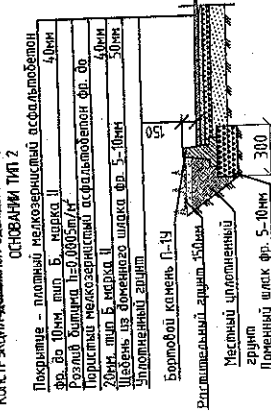 ОСНОВАНИИ ТИП 2
Покрытие - плотный мелкозернистый асфальтобетон
фр. до 10мм, тип Б, марка II 40мм
Розлив битума h=0,0005м/м²
Пористый мелкозернистый асфальтобетон фр. до
20мм, тип Б марка II 40мм
Щебень из доменного шлака фр. 5-10мм 50мм
Уплотненный грунт
150
Бортовой камень П-1У
Растительный грунт 150мм
Местный уплотненный
грунт
Доменный шлак фр. 5-10мм
300